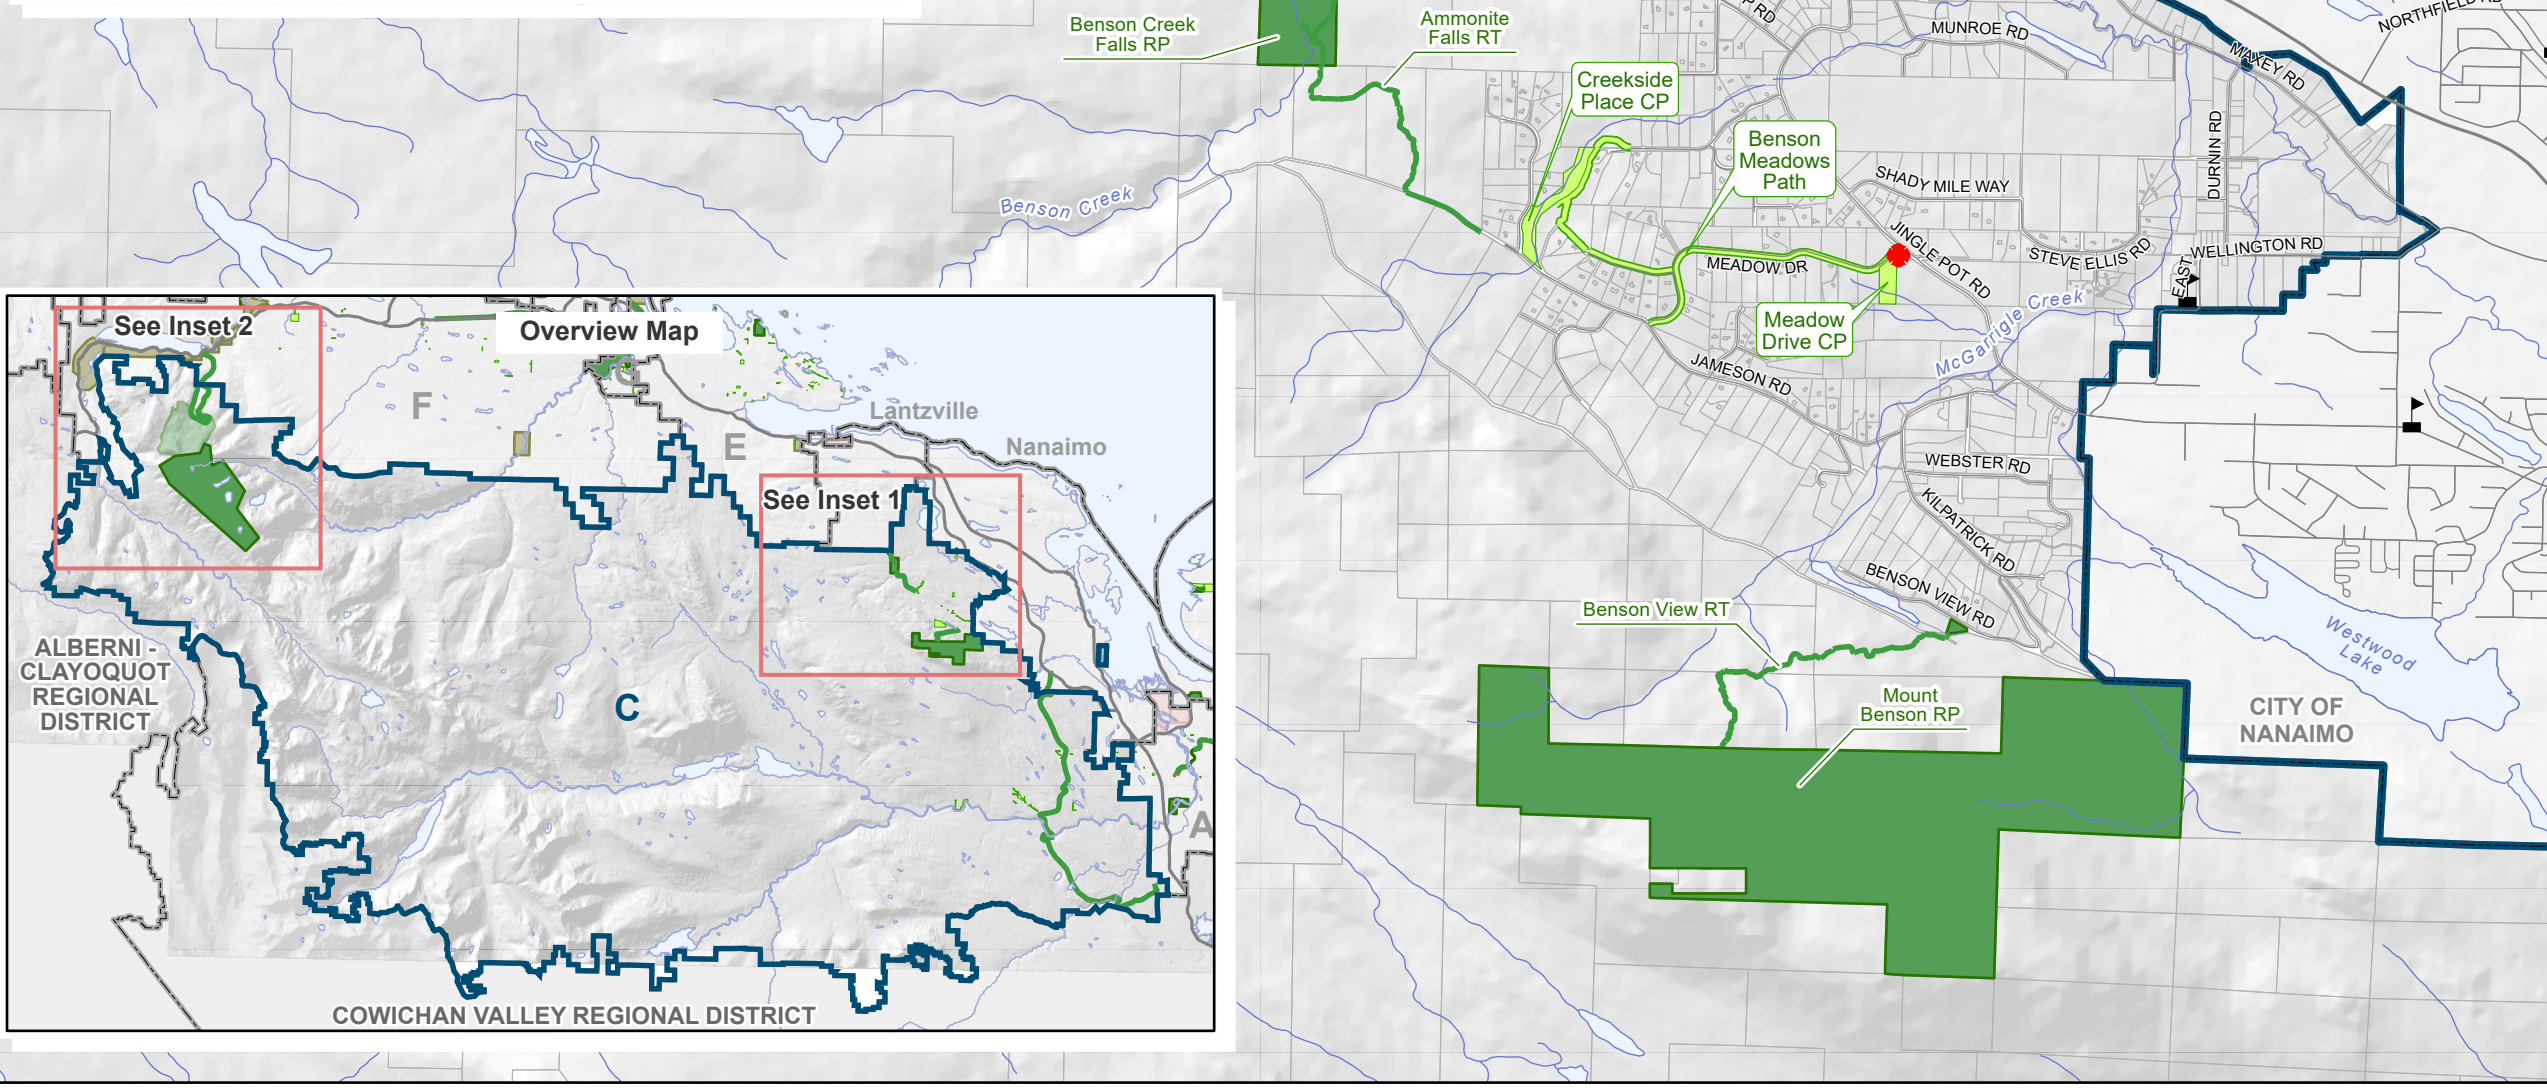 Benson Creek
Falls RP
Ammonite
Falls RT
P RD
MUNROE RD
NORTHFIELD RD
MAXEY RD
Creekside
Place CP
Benson
Meadows
Path
DURNIN RD
SHADY MILE WAY
Benson Creek
JINGLE POT RD
STEVE ELLIS RD
EAST WELLINGTON RD
MEADOW DR
Meadow
Drive CP
McGarrigle Creek
JAMESON RD
WEBSTER RD
KILPATRICK RD
BENSON VIEW RD
Benson View RT
Westwood
Lake
Mount
Benson RP
CITY OF
NANAIMO
See Inset 2
Overview Map
G
F
Lantzville
E
Nanaimo
See Inset 1
ALBERNI -
CLAYOQUOT
REGIONAL
DISTRICT
C
A
COWICHAN VALLEY REGIONAL DISTRICT